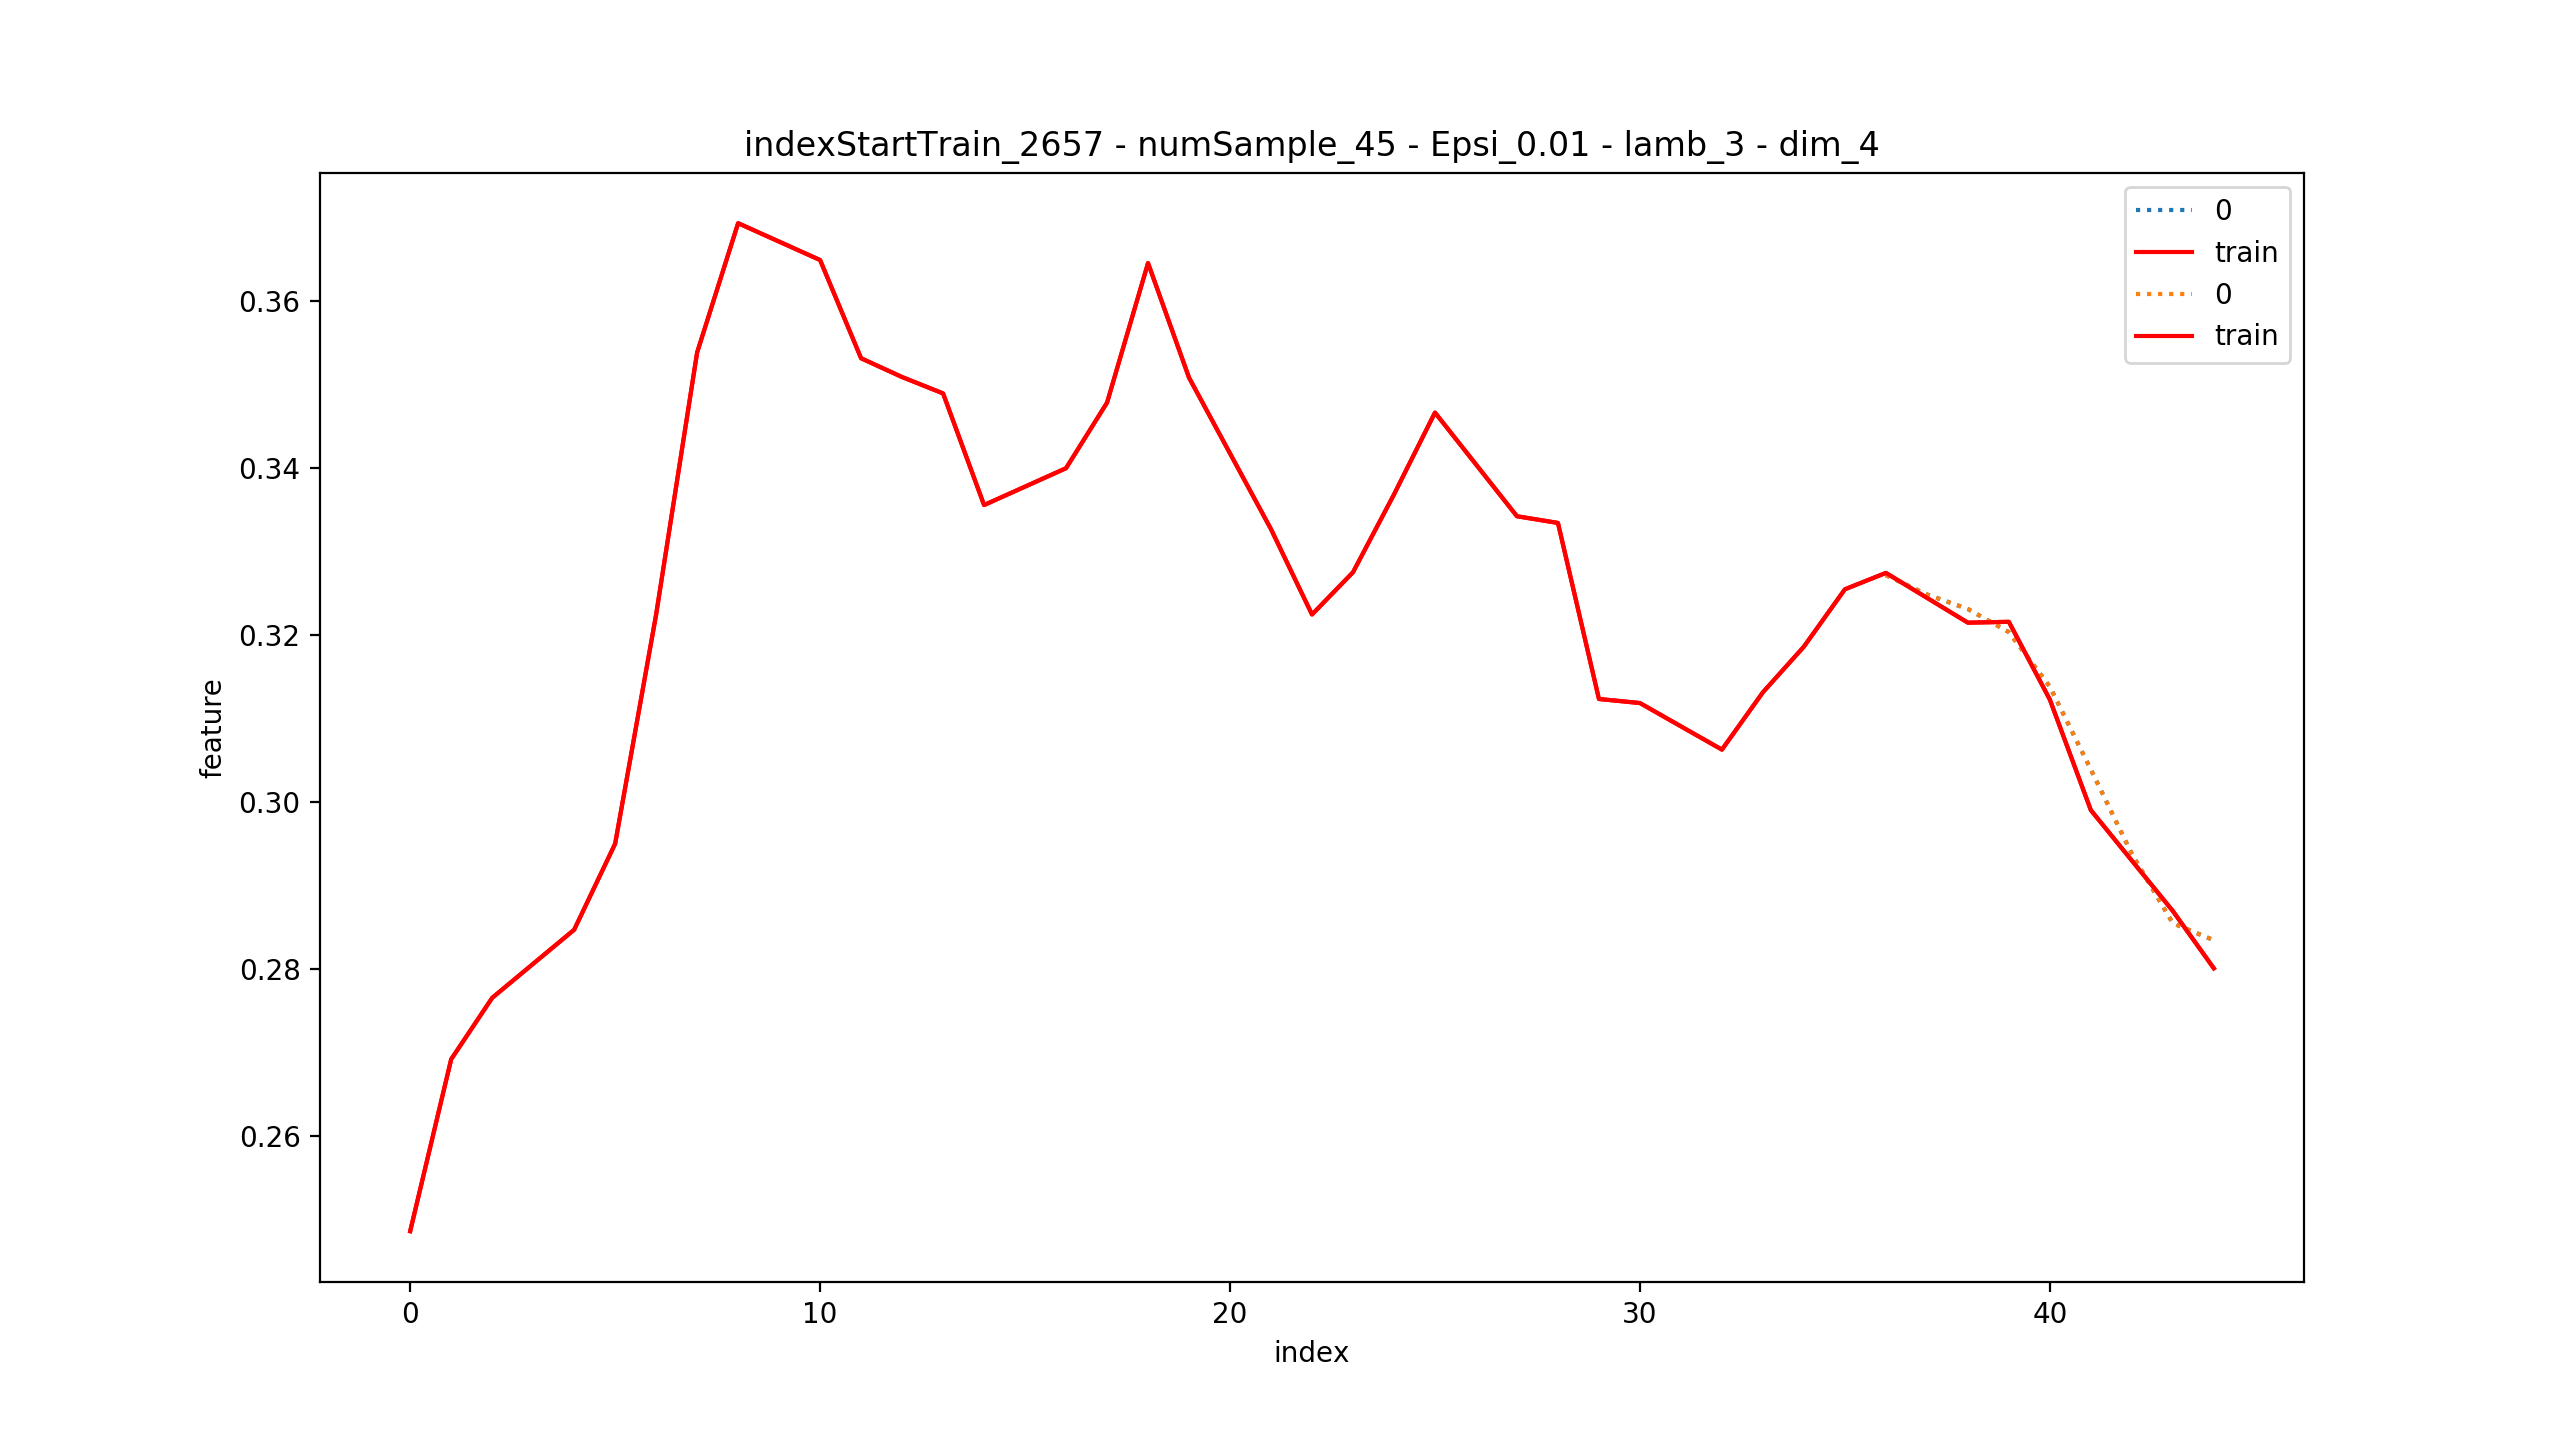 indexStartTrain_2657 - numSample_45 - Epsi_0.01 - lamb_3 - dim_4
0
train
0
train
0.36
0.34
0.32
0.30
0.28
0.26
feature
0 10 20 30 40
index